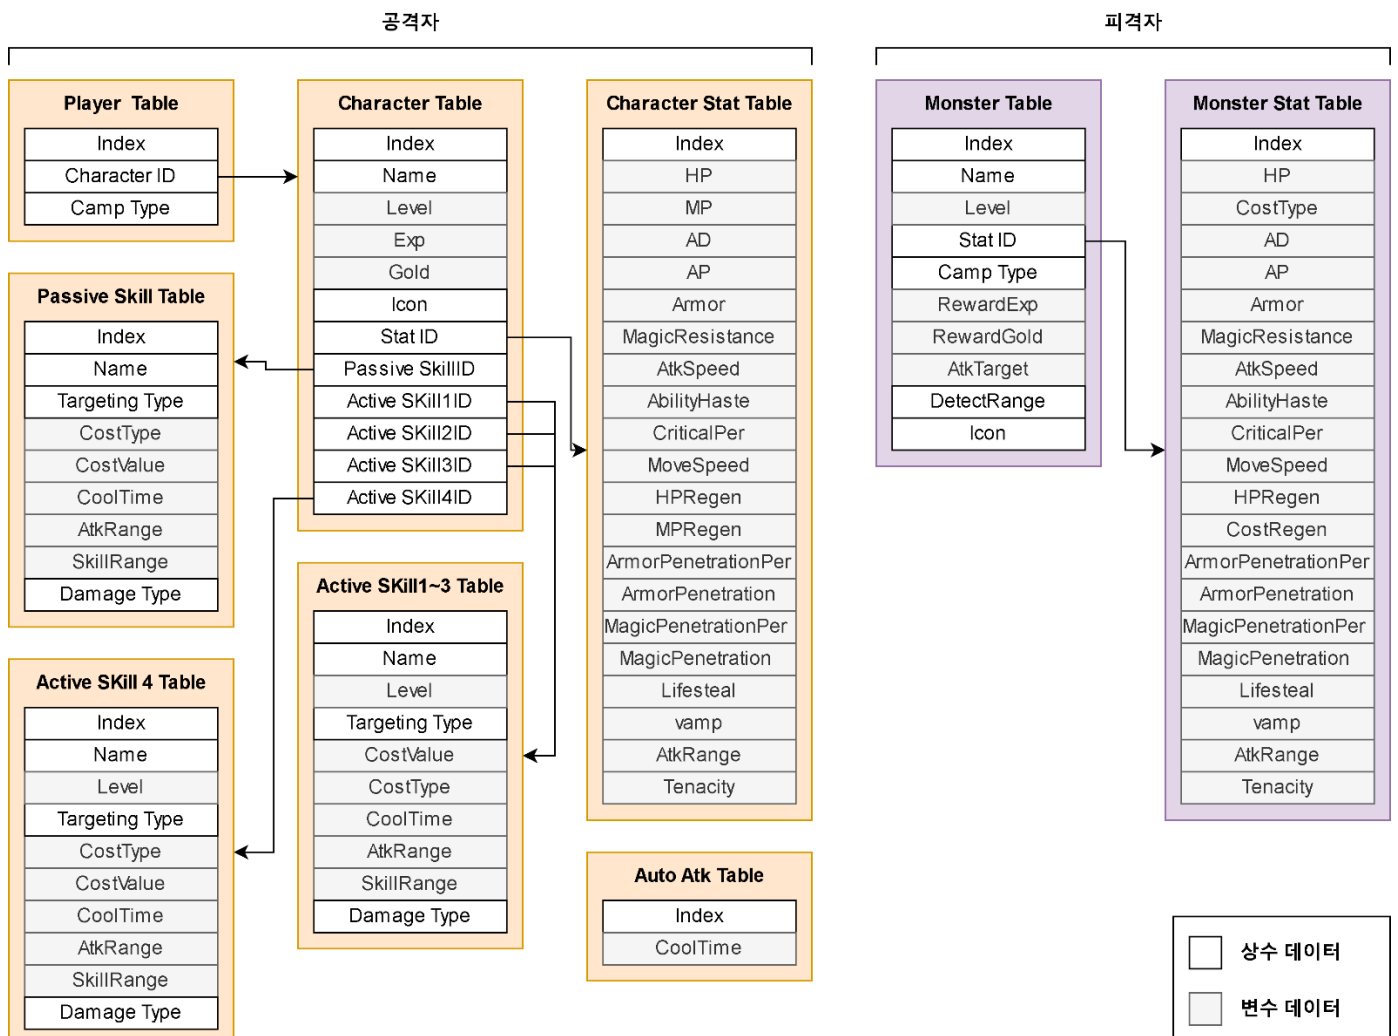 공격자
피격자
Player  Table
Index
Character ID
Camp Type
Passive Skill Table
Index
Name
Targeting Type
CostType
CostValue
CoolTime
AtkRange
SkillRange
Damage Type
Active SKill 4 Table
Index
Name
Level
Targeting Type
CostType
CostValue
CoolTime
AtkRange
SkillRange
Damage Type
Character Table
Index
Name
Level
Exp
Gold
Icon
Stat ID
Passive SkillID
Active SKill1ID
Active SKill2ID
Active SKill3ID
Active SKill4ID
Active SKill1~3 Table
Index
Name
Level
Targeting Type
CostValue
CostType
CoolTime
AtkRange
SkillRange
Damage Type
Character Stat Table
Index
HP
MP
AD
AP
Armor
MagicResistance
AtkSpeed
AbilityHaste
CriticalPer
MoveSpeed
HPRegen
MPRegen
ArmorPenetrationPer
ArmorPenetration
MagicPenetrationPer
MagicPenetration
Lifesteal
vamp
AtkRange
Tenacity
Auto Atk Table
Index
CoolTime
Monster Table
Index
Name
Level
Stat ID
Camp Type
RewardExp
RewardGold
AtkTarget
DetectRange
Icon
Monster Stat Table
Index
HP
CostType
AD
AP
Armor
MagicResistance
AtkSpeed
AbilityHaste
CriticalPer
MoveSpeed
HPRegen
CostRegen
ArmorPenetrationPer
ArmorPenetration
MagicPenetrationPer
MagicPenetration
Lifesteal
vamp
AtkRange
Tenacity
상수 데이터
변수 데이터